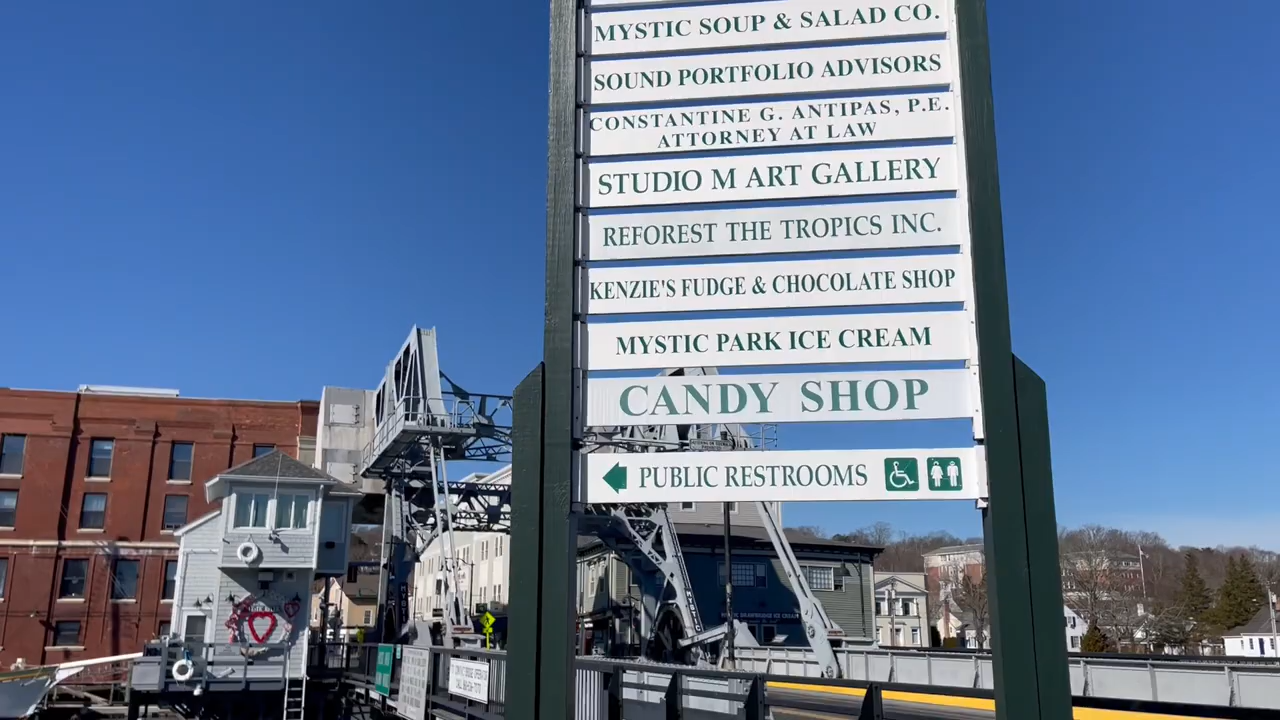 MYSTIC SOUP & SALAD CO.
SOUND PORTFOLIO ADVISORS
CONSTANTINE G. ANTIPAS, P.E.
ATTORNEY AT LAW
STUDIO M ART GALLERY
REFOREST THE TROPICS INC.
KENZIE'S FUDGE & CHOCOLATE SHOP
MYSTIC PARK ICE CREAM
CANDY SHOP
PUBLIC RESTROOMS
MYSTIC